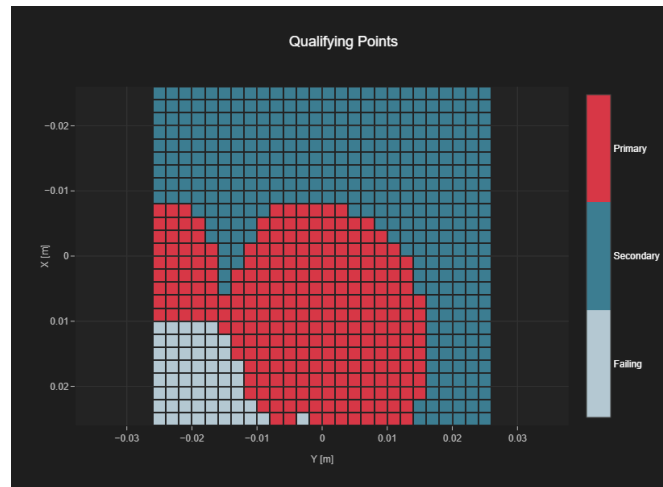 Qualifying Points
−0.02
−0.01
0
0.01
0.02
X [m]
−0.03
−0.02
−0.01
0
0.01
0.02
0.03
Y [m]
Primary
Secondary
Failing